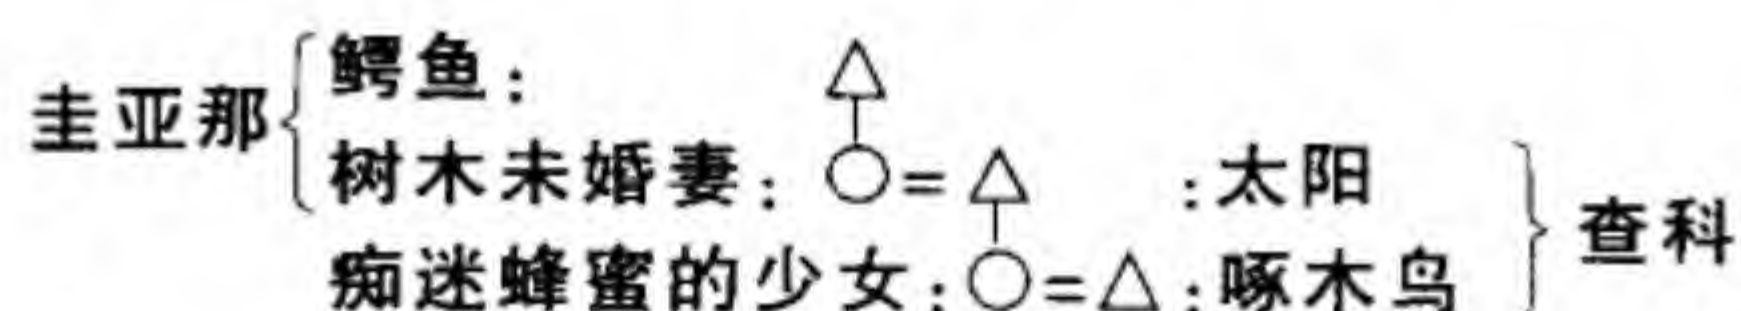 鳄鱼：
圭亚那
树木未婚妻： = ：太阳
查科
痴迷蜂蜜的少女： = ：啄木鸟